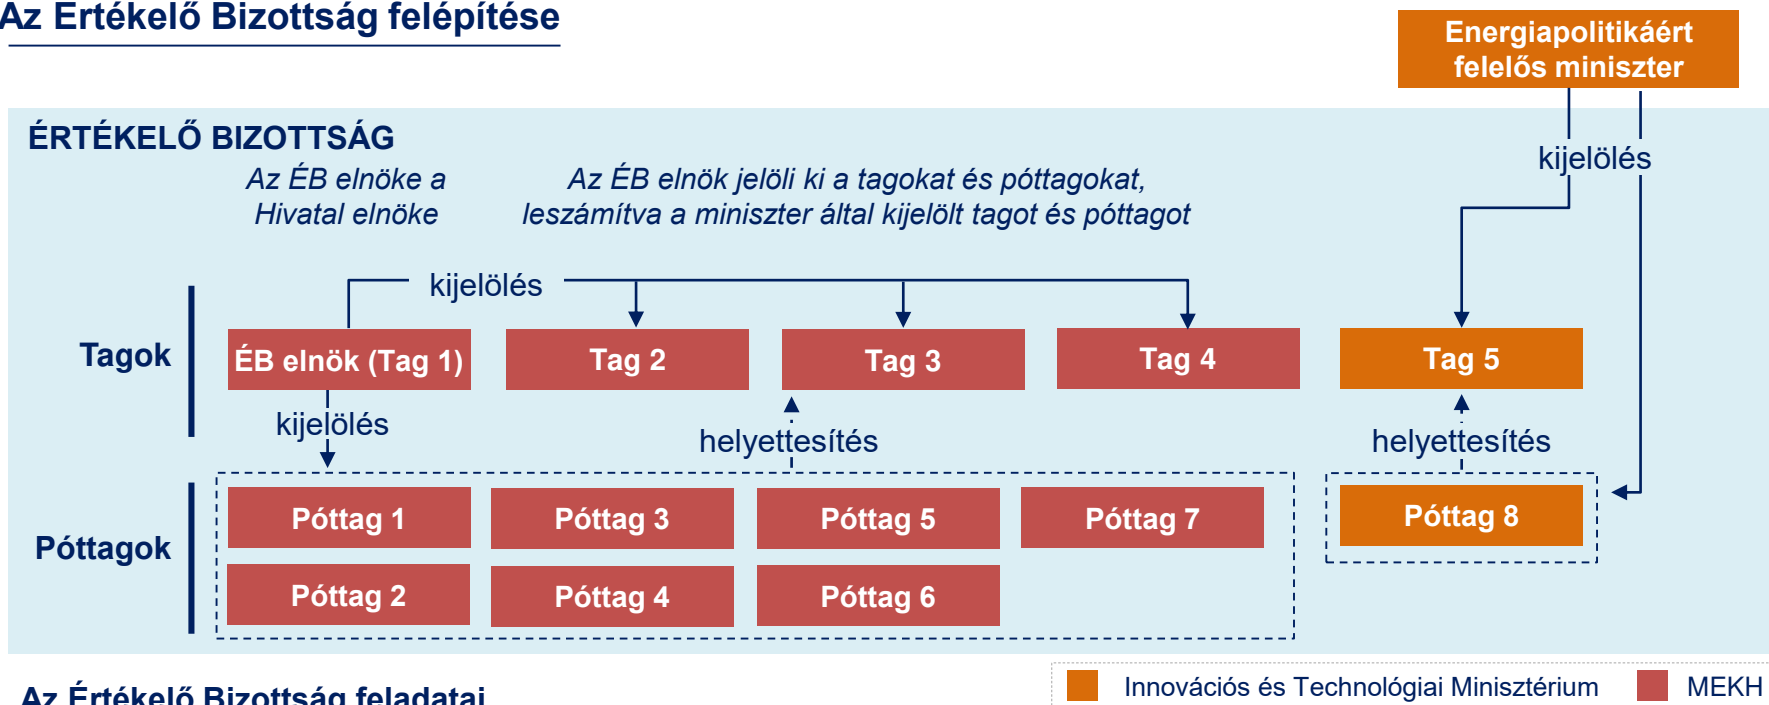 Az Értékelő Bizottság felépítése
Energiapolitikáért
felelős miniszter
ÉRTÉKELŐ BIZOTTSÁG
kijelölés
Az ÉB elnöke a
Hivatal elnöke
Az ÉB elnök jelöli ki a tagokat és póttagokat,
leszámítva a miniszter által kijelölt tagot és póttagot
kijelölés
Tagok
ÉB elnök (Tag 1)
Tag 2
Tag 3
Tag 4
Tag 5
kijelölés
helyettesítés
helyettesítés
Póttagok
Póttag 1
Póttag 3
Póttag 5
Póttag 7
Póttag 8
Póttag 2
Póttag 4
Póttag 6
Az Értékelő Bizottság feladatai
Innovációs és Technológiai Minisztérium
MEKH